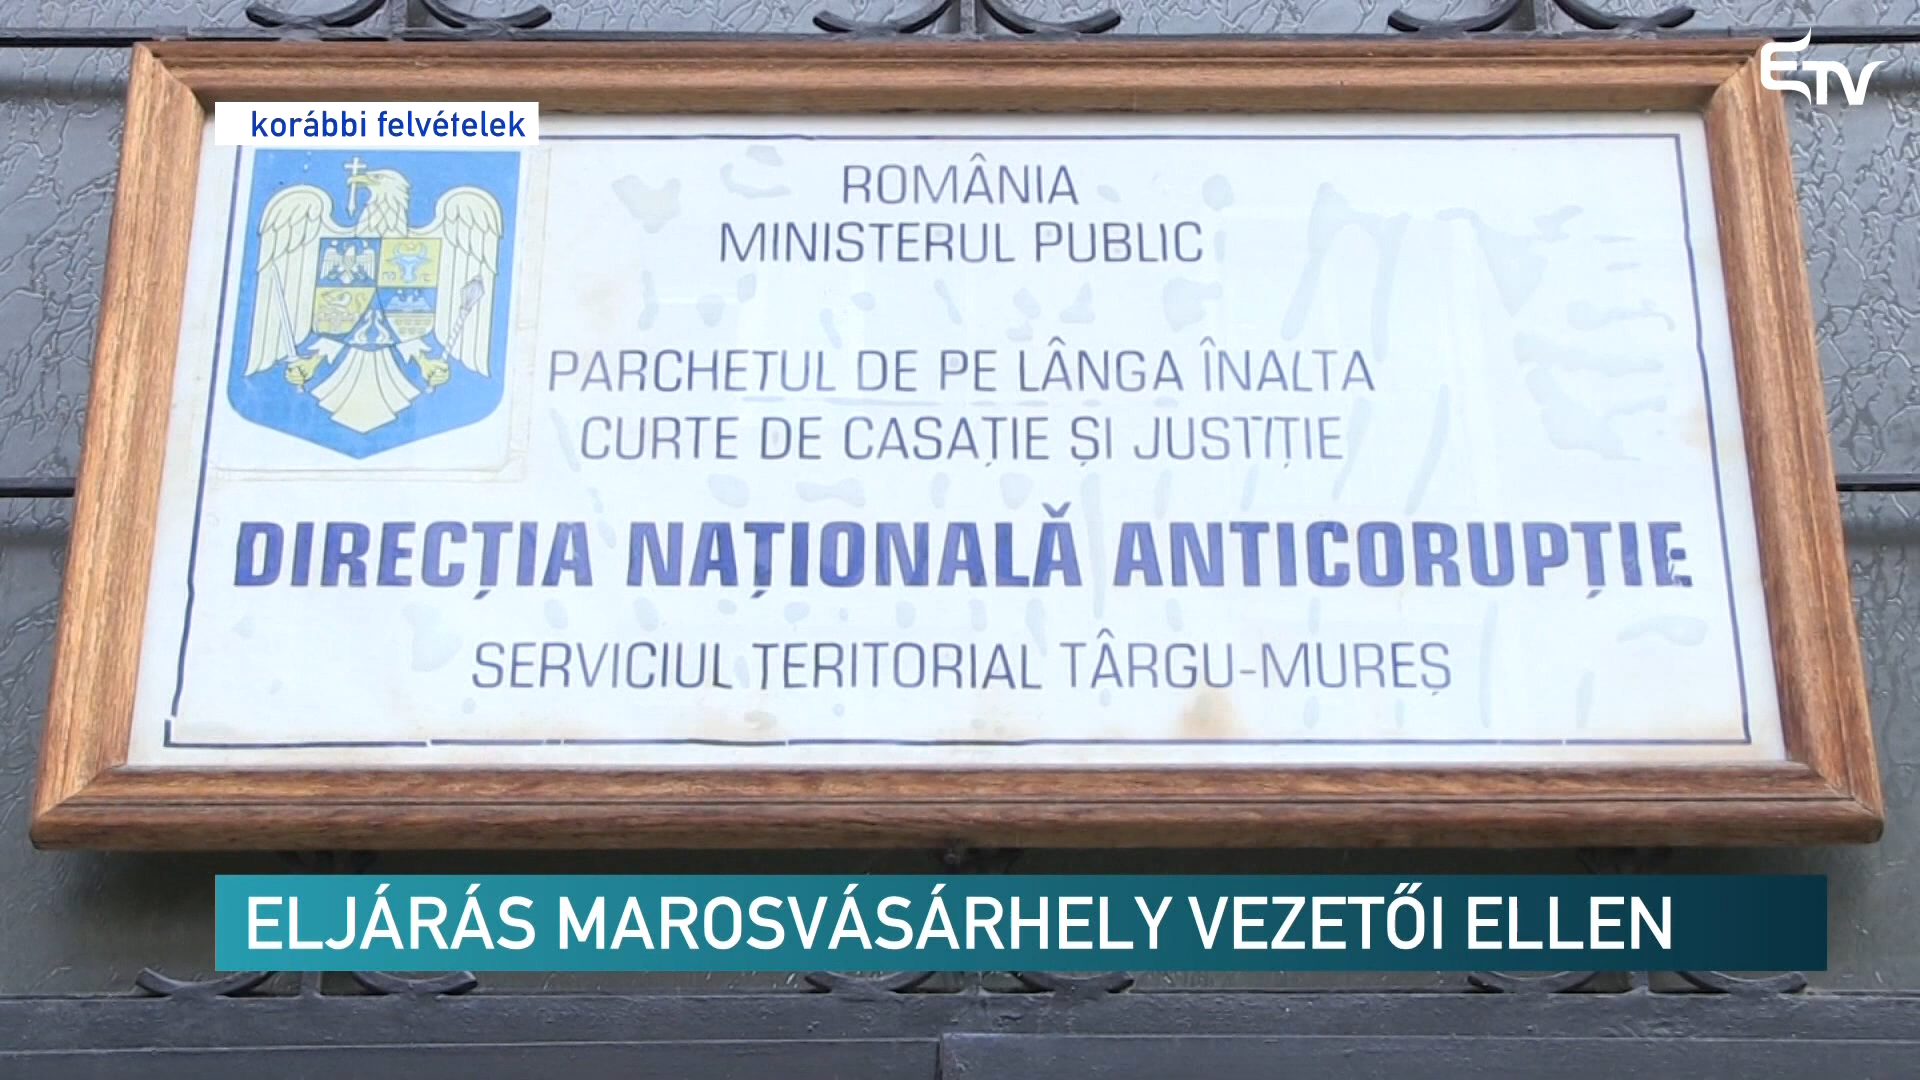 ETV
korábbi felvételek
ROMÂNIA
MINISTERUL PUBLIC
PARCHETUL DE PE LÂNGA ÎNALTA
CURTE DE CASAȚIE ȘI JUSTIȚIE
DIRECȚIA NAȚIONALĂ ANTICORUPȚIE
SERVICIUL TERITORIAL TÂRGU-MUREȘ
ELJÁRÁS MAROSVÁSÁRHELY VEZETŐI ELLEN